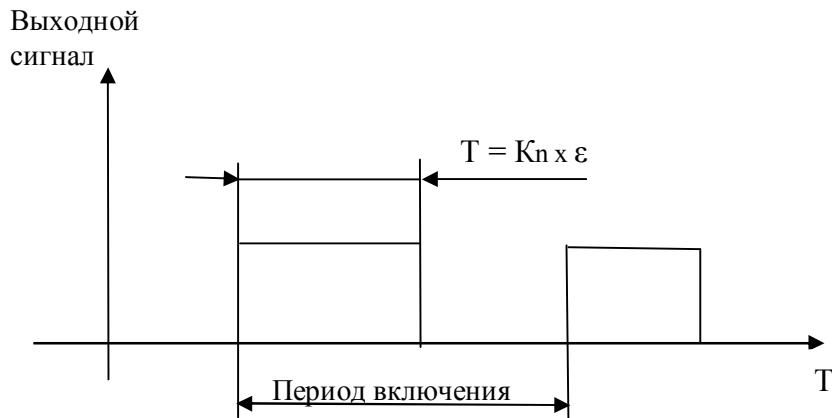 Выходной
сигнал
T = Kn x ε
T
Период включения